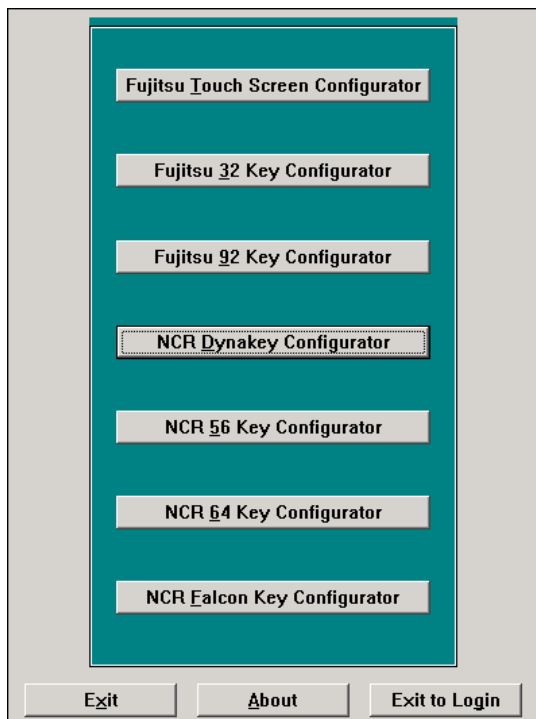 Fujitsu Touch Screen Configurator
Fujitsu 32 Key Configurator
Fujitsu 92 Key Configurator
NCR Dynakey Configurator
NCR 56 Key Configurator
NCR 64 Key Configurator
NCR Falcon Key Configurator
Exit About Exit to Login